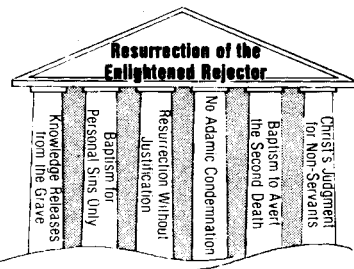 Resurrection of the
Enlightened Rejector
Knowledge Releases
from the Grave
Baptism for
Personal Sins Only
Resurrection Without
Justification
No Adamic Condemnation
Baptism to Avert
the Second Death
Christ's Judgment
for Non-Servants